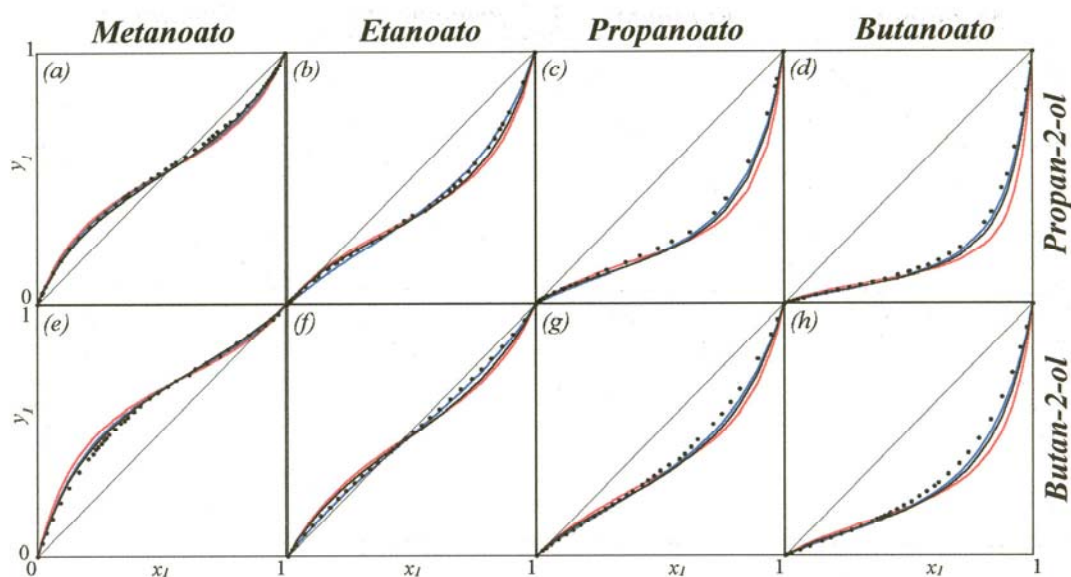 Metanoato Etanoato Propanoato Butanoato
1
(a) (b) (c) (d)
y1
Propan-2-ol
0
(e) (f) (g) (h)
y1
Butan-2-ol
0
0 x1 1 x1 1 x1 1 x1 1